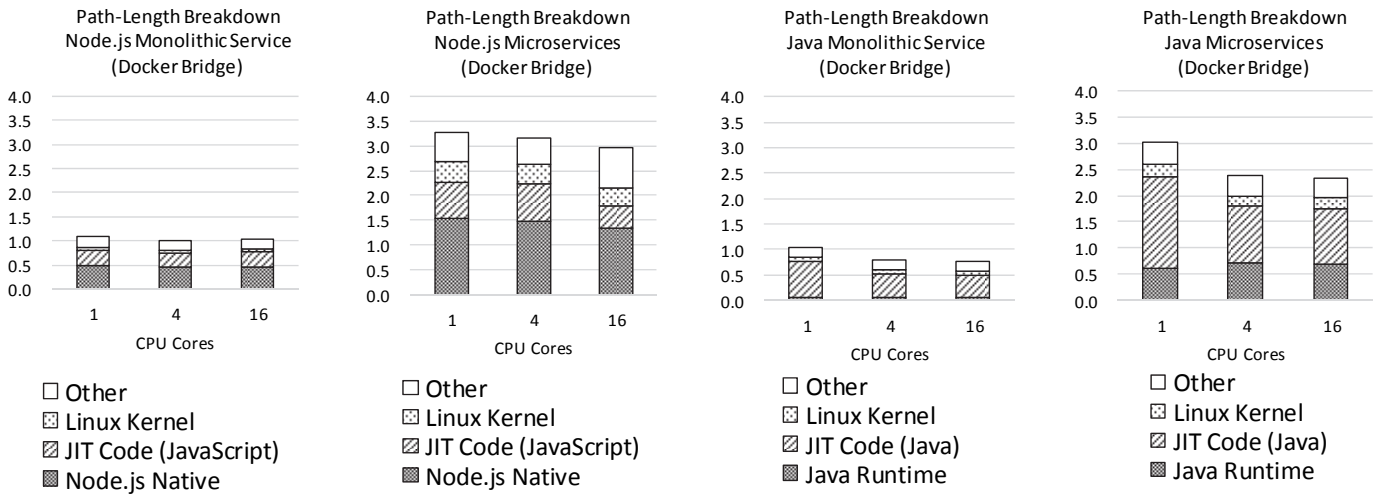 Path-Length Breakdown
Node.js Monolithic Service
(Docker Bridge)
4.0
3.5
3.0
2.5
2.0
1.5
1.0
0.5
0.0
1 4 16
CPU Cores
Other
Linux Kernel
JIT Code (JavaScript)
Node.js Native
Path-Length Breakdown
Node.js Microservices
(Docker Bridge)
4.0
3.5
3.0
2.5
2.0
1.5
1.0
0.5
0.0
1 4 16
CPU Cores
Other
Linux Kernel
JIT Code (JavaScript)
Node.js Native
Path-Length Breakdown
Java Monolithic Service
(Docker Bridge)
4.0
3.5
3.0
2.5
2.0
1.5
1.0
0.5
0.0
1 4 16
CPU Cores
Other
Linux Kernel
JIT Code (Java)
Java Runtime
Path-Length Breakdown
Java Microservices
(Docker Bridge)
4.0
3.5
3.0
2.5
2.0
1.5
1.0
0.5
0.0
1 4 16
CPU Cores
Other
Linux Kernel
JIT Code (Java)
Java Runtime